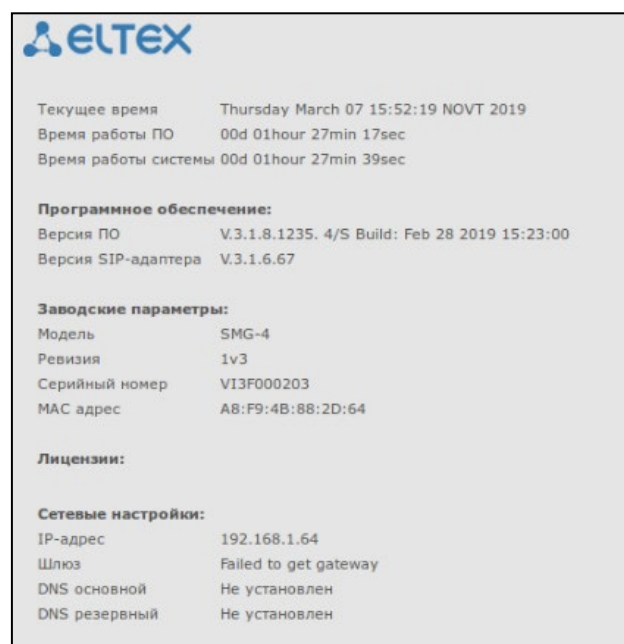 ELTEX
Текущее время Thursday March 07 15:52:19 NOVT 2019
Время работы ПО 00d 01hour 27min 17sec
Время работы системы 00d 01hour 27min 39sec
Программное обеспечение:
Версия ПО V.3.1.8.1235. 4/S Build: Feb 28 2019 15:23:00
Версия SIP-адаптера V.3.1.6.67
Заводские параметры:
Модель SMG-4
Ревизия 1v3
Серийный номер VI3F000203
MAC адрес A8:F9:4B:88:2D:64
Лицензии:
Сетевые настройки:
IP-адрес 192.168.1.64
Шлюз Failed to get gateway
DNS основной Не установлен
DNS резервный Не установлен